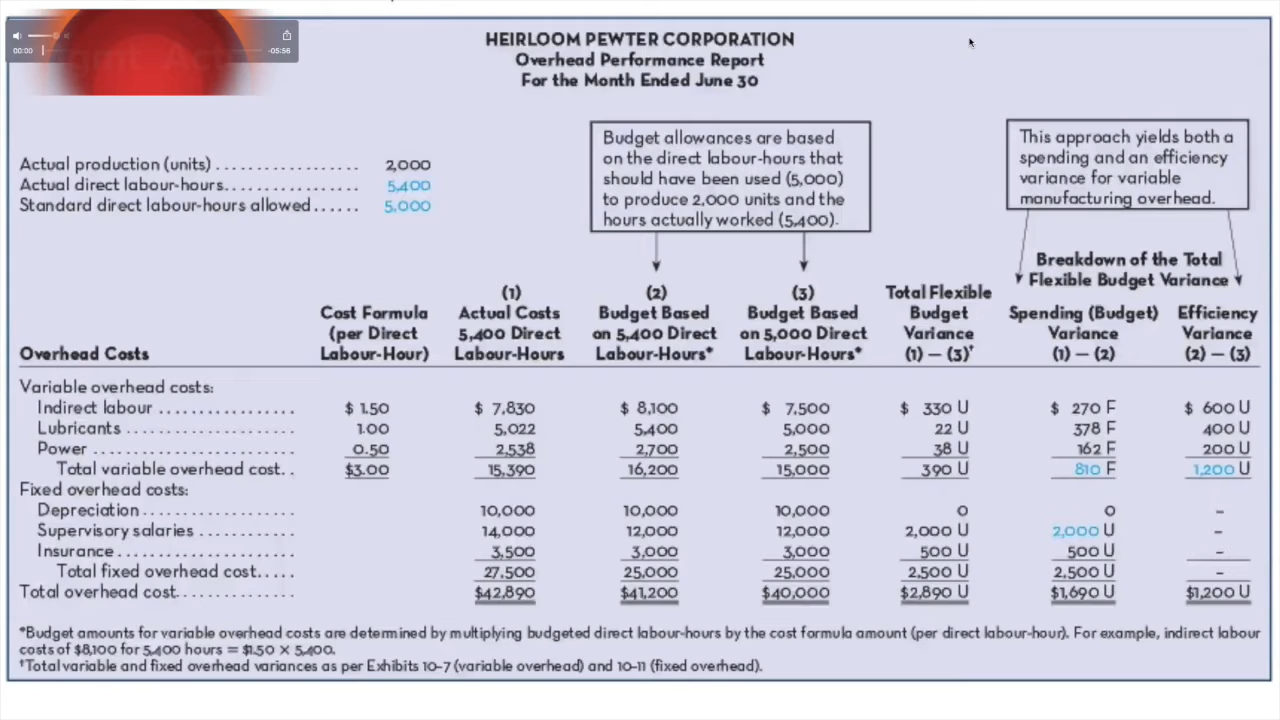 00:00 -05:56
HEIRLOOM PEWTER CORPORATION
Overhead Performance Report
For the Month Ended June 30
Actual production (units) .................. 2,000
Actual direct labour-hours.................. 5,400
Standard direct labour-hours allowed...... 5,000
Budget allowances are based
on the direct labour-hours that
should have been used (5,000)
to produce 2,000 units and the
hours actually worked (5,400).
This approach yields both a
spending and an efficiency
variance for variable
manufacturing overhead.
Breakdown of the Total
Flexible Budget Variance
(1) (2) (3) Total Flexible
Cost Formula Actual Costs Budget Based Budget Based Budget Spending (Budget) Efficiency
(per Direct 5,400 Direct on 5,400 Direct on 5,000 Direct Variance Variance Variance
Overhead Costs Labour-Hour) Labour-Hours Labour-Hours* Labour-Hours* (1) — (3)† (1) — (2) (2) — (3)
Variable overhead costs:
Indirect labour ................. $ 1.50 $ 7,830 $ 8,100 $ 7,500 $ 330 U $ 270 F $ 600 U
Lubricants ..................... 1.00 5,022 5,400 5,000 22 U 378 F 400 U
Power ......................... 0.50 2,538 2,700 2,500 38 U 162 F 200 U
Total variable overhead cost. . $3.00 15,390 16,200 15,000 390 U 810 F 1,200 U
Fixed overhead costs:
Depreciation .................... 10,000 10,000 10,000 0 0 –
Supervisory salaries ............ 14,000 12,000 12,000 2,000 U 2,000 U –
Insurance ...................... 3,500 3,000 3,000 500 U 500 U –
Total fixed overhead cost..... 27,500 25,000 25,000 2,500 U 2,500 U –
Total overhead cost.............. $42,890 $41,200 $40,000 $2,890 U $1,690 U $1,200 U
*Budget amounts for variable overhead costs are determined by multiplying budgeted direct labour-hours by the cost formula amount (per direct labour-hour). For example, indirect labour
costs of $8,100 for 5,400 hours = $1.50 × 5,400.
†Total variable and fixed overhead variances as per Exhibits 10–7 (variable overhead) and 10–11 (fixed overhead).